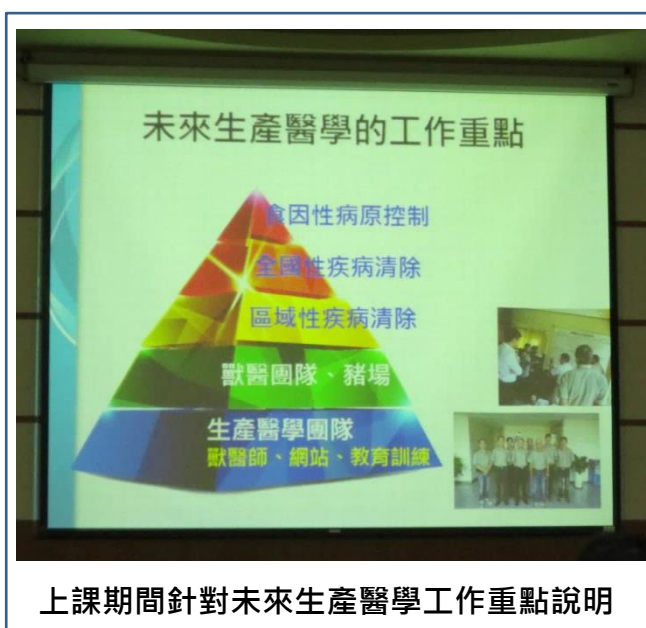 未來生產醫學的工作重點
食因性病原控制
全國性疾病清除
區域性疾病清除
獸醫團隊、豬場
生產醫學團隊
獸醫師、網站、教育訓練
上課期間針對未來生產醫學工作重點說明